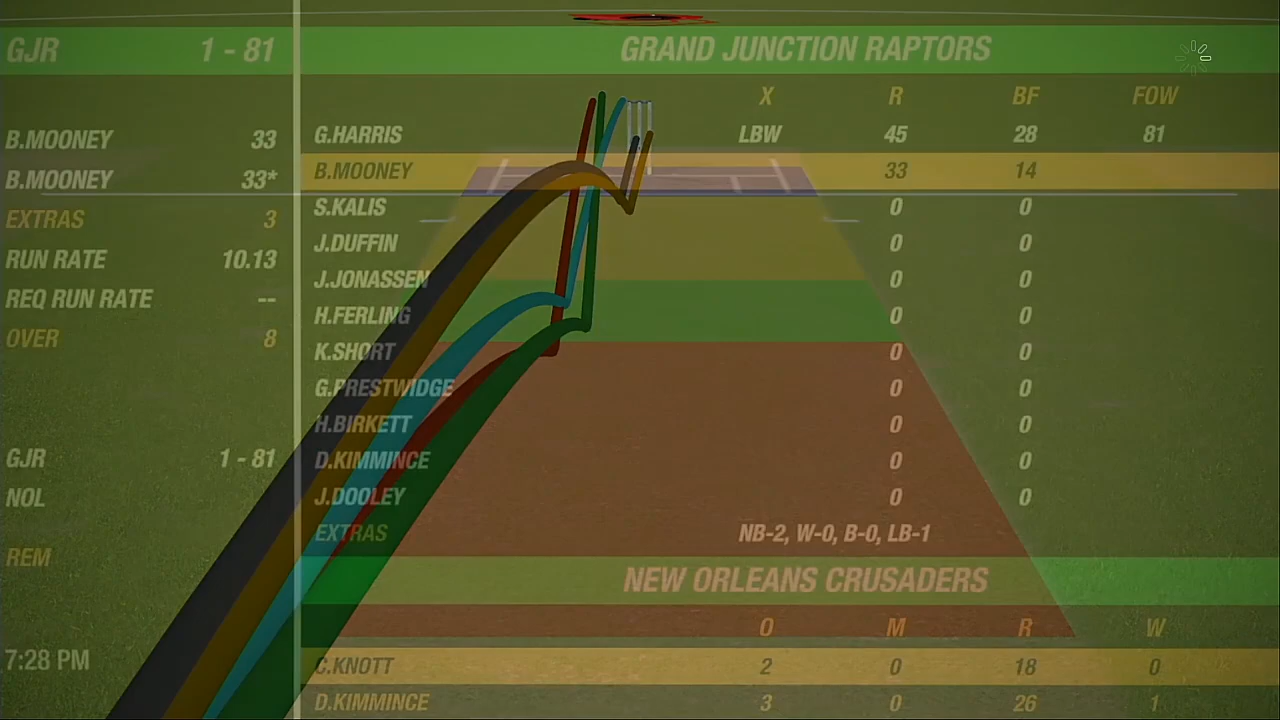 GJR 1 - 81
B.MOONEY 33
B.MOONEY 33*
EXTRAS 3
RUN RATE 10.13
REQ RUN RATE --
OVER 8
GJR 1 - 81
NOL
REM
7:28 PM
GRAND JUNCTION RAPTORS
X R BF FOW
G.HARRIS LBW 45 28 81
B.MOONEY 33 14
S.KALIS 0 0
J.DUFFIN 0 0
J.JONASSEN 0 0
H.FERLING 0 0
K.SHORT 0 0
G.PRESTWIDGE 0 0
H.BIRKETT 0 0
D.KIMMINCE 0 0
J.DOOLEY 0 0
EXTRAS NB-2, W-0, B-0, LB-1
NEW ORLEANS CRUSADERS
O M R W
C.KNOTT 2 0 18 0
D.KIMMINCE 3 0 26 1